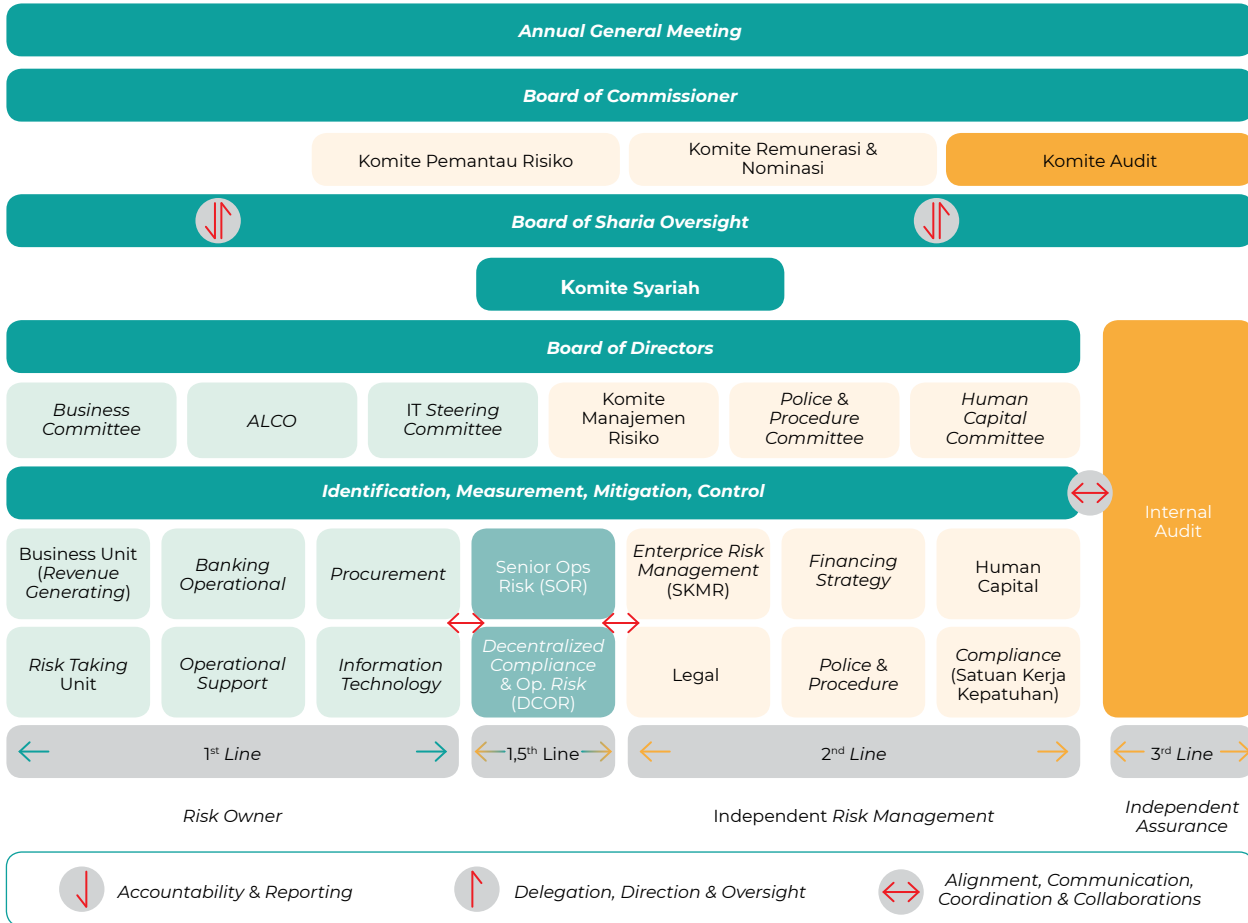 Annual General Meeting
Board of Commissioner
Komite Pemantau Risiko
Komite Remunerasi &
Nominasi
Komite Audit
Board of Sharia Oversight
Komite Syariah
Board of Directors
Business
Committee
ALCO
IT Steering
Committee
Komite
Manajemen
Risiko
Police &
Procedure
Committee
Human
Capital
Committee
Identification, Measurement, Mitigation, Control
Internal
Audit
Business Unit
(Revenue
Generating)
Banking
Operational
Procurement
Senior Ops
Risk (SOR)
Enterprice Risk
Management
(SKMR)
Financing
Strategy
Human
Capital
Risk Taking
Unit
Operational
Support
Information
Technology
Decentralized
Compliance
& Op. Risk
(DCOR)
Legal
Police &
Procedure
Compliance
(Satuan Kerja
Kepatuhan)
1st Line
1,5th Line
2nd Line
3rd Line
Risk Owner
Independent Risk Management
Independent
Assurance
Accountability & Reporting
Delegation, Direction & Oversight
Alignment, Communication,
Coordination & Collaborations